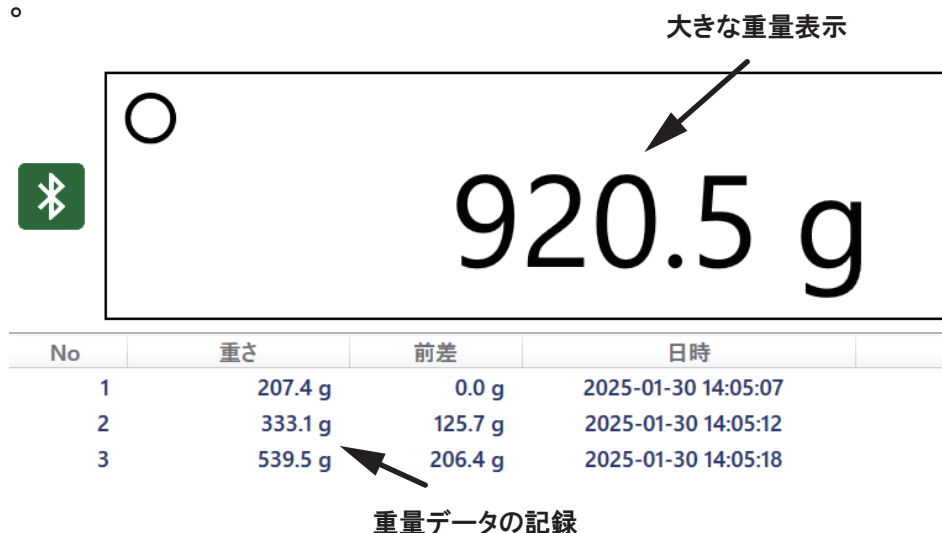 。
大きな重量表示
920.5 g
No 重さ 前差 日時
1 207.4 g 0.0 g 2025-01-30 14:05:07
2 333.1 g 125.7 g 2025-01-30 14:05:12
3 539.5 g 206.4 g 2025-01-30 14:05:18
重量データの記録